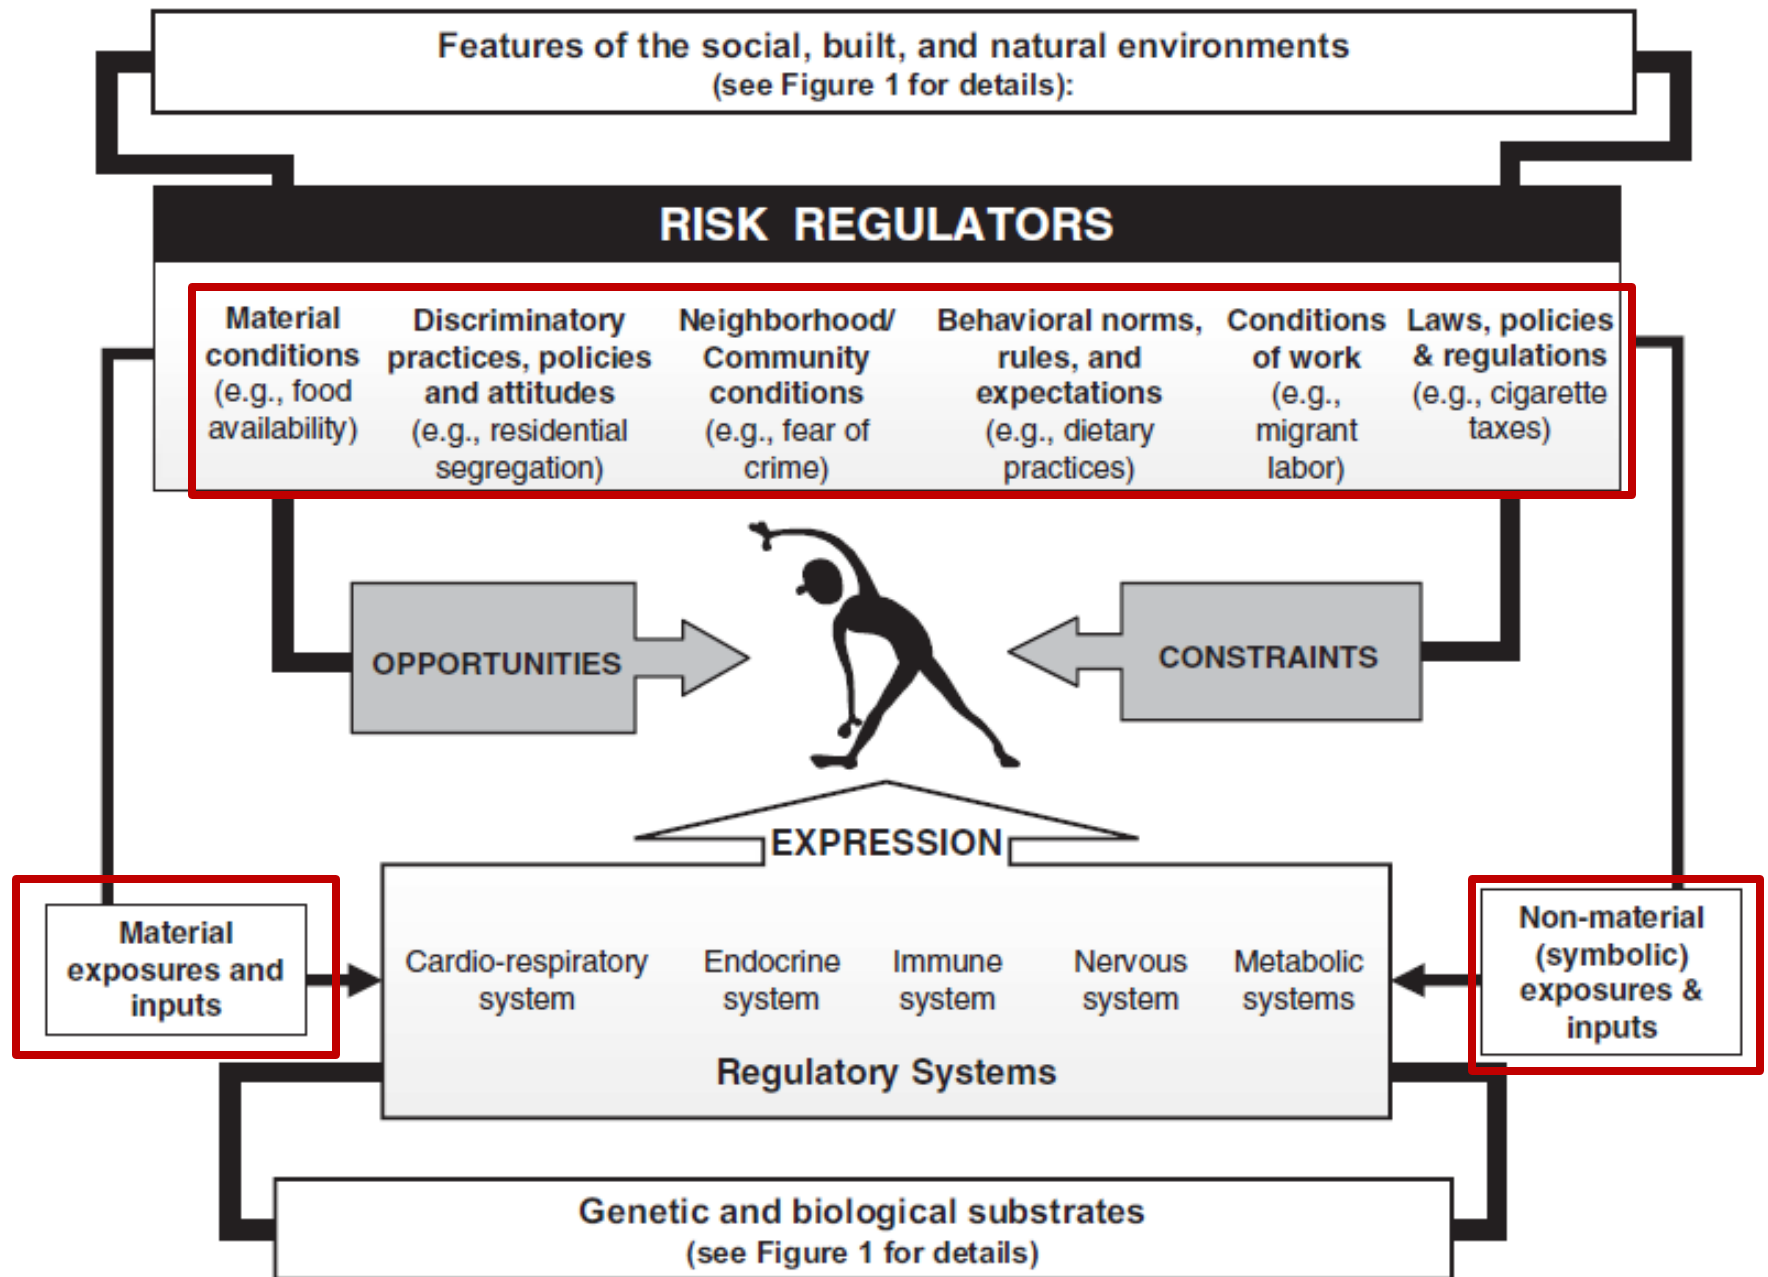 Features of the social, built, and natural environments
(see Figure 1 for details):
RISK REGULATORS
Material
conditions
(e.g., food
availability)
Discriminatory
practices, policies
and attitudes
(e.g., residential
segregation)
Neighborhood/
Community
conditions
(e.g., fear of
crime)
Behavioral norms,
rules, and
expectations
(e.g., dietary
practices)
Conditions
of work
(e.g.,
migrant
labor)
Laws, policies
& regulations
(e.g., cigarette
taxes)
OPPORTUNITIES
CONSTRAINTS
EXPRESSION
Material
exposures and
inputs
Cardio-respiratory
system
Endocrine
system
Immune
system
Nervous
system
Metabolic
systems
Regulatory Systems
Non-material
(symbolic)
exposures &
inputs
Genetic and biological substrates
(see Figure 1 for details)